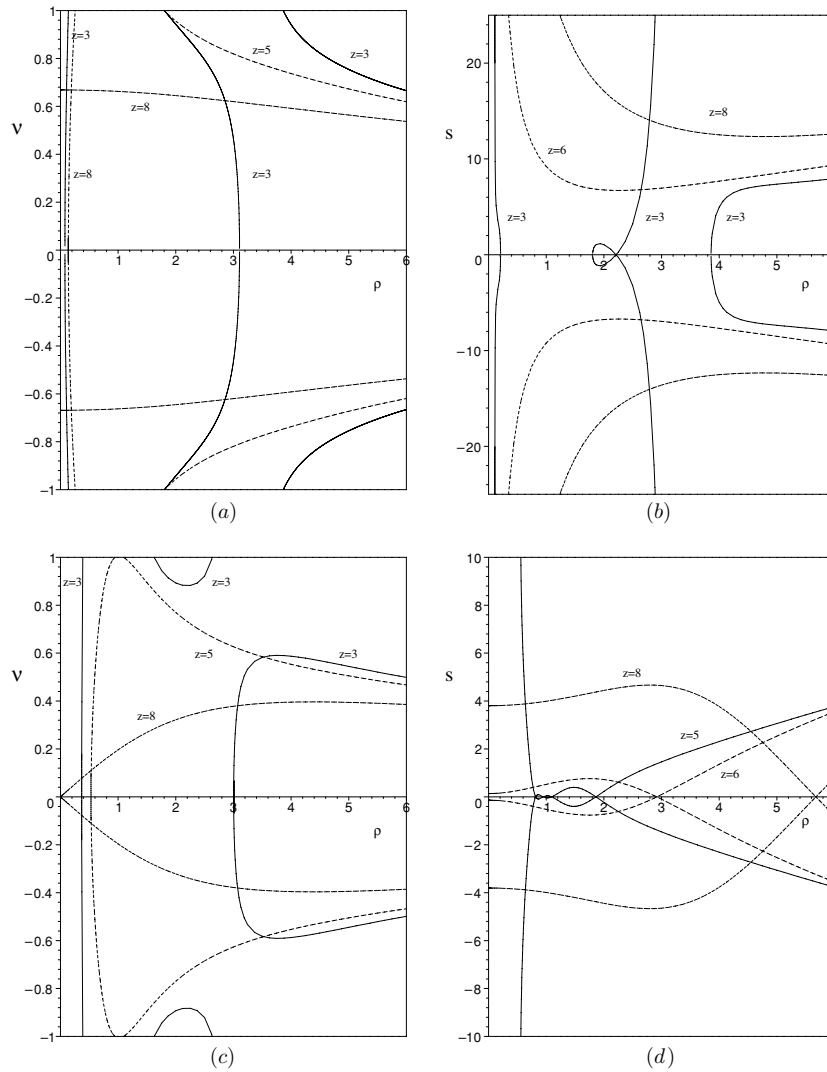 1
0.8
0.6
ν
0.4
0.2
0
-0.2
-0.4
-0.6
-0.8
-1
1 2 3 4 5 6
ρ
z=3
z=5
z=3
z=8
z=8
z=3
(a)
20
s
10
0
-10
-20
1 2 3 4 5
ρ
z=8
z=6
z=3
z=3
z=3
(b)
1
0.8
0.6
ν
0.4
0.2
0
-0.2
-0.4
-0.6
-0.8
-1
1 2 3 4 5 6
ρ
z=3
z=3
z=5
z=3
z=8
(c)
10
8
6
s
4
2
0
-2
-4
-6
-8
-10
1 2 3 4 5
ρ
z=8
z=5
z=6
(d)